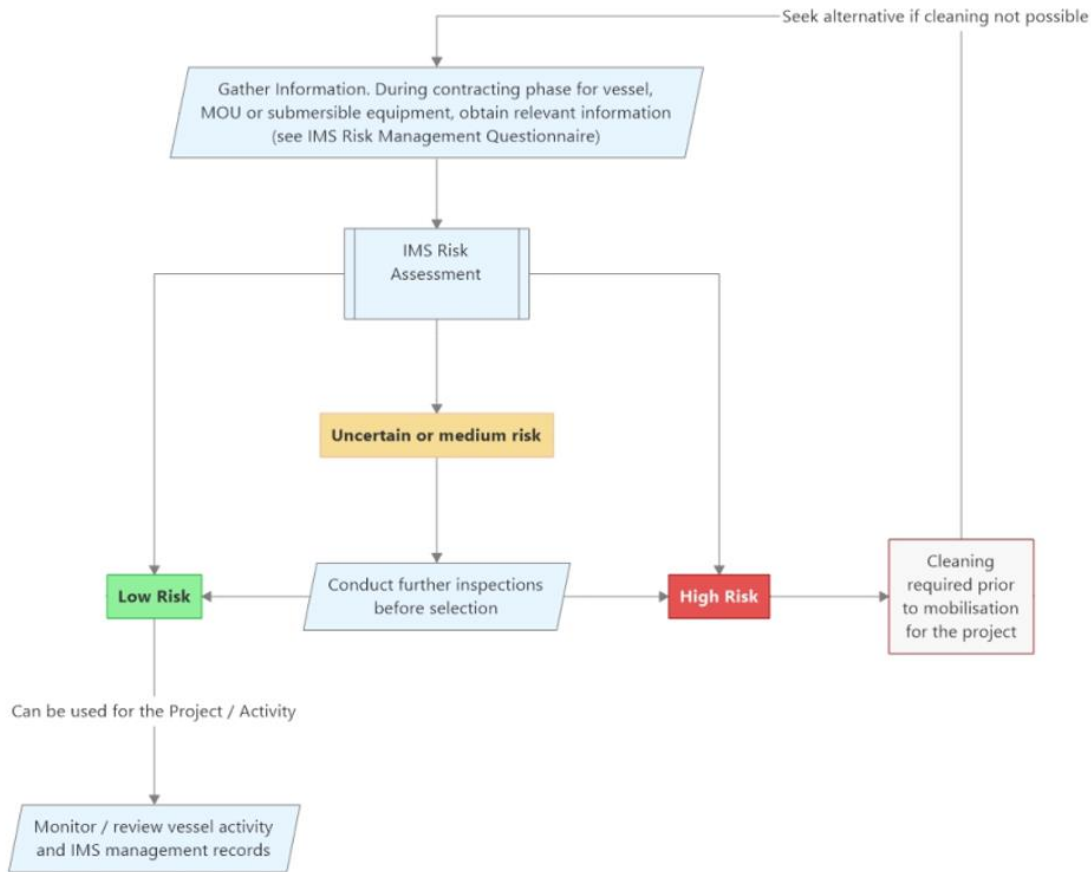 Seek alternative if cleaning not possible
Gather Information. During contracting phase for vessel,
MOU or submersible equipment, obtain relevant information
(see IMS Risk Management Questionnaire)
IMS Risk
Assessment
Uncertain or medium risk
Low Risk
Conduct further inspections
before selection
High Risk
Cleaning
required prior
to mobilisation
for the project
Can be used for the Project / Activity
Monitor / review vessel activity
and IMS management records